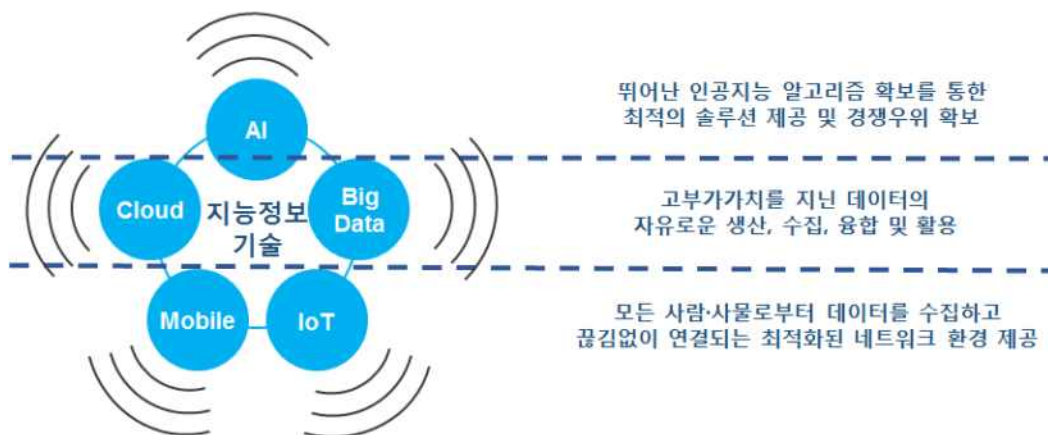 AI
뛰어난 인공지능 알고리즘 확보를 통한
최적의 솔루션 제공 및 경쟁우위 확보
Cloud
지능정보
기술
Big
Data
고부가가치를 지닌 데이터의
자유로운 생산, 수집, 융합 및 활용
Mobile
IoT
모든 사람·사물로부터 데이터를 수집하고
끊김없이 연결되는 최적화된 네트워크 환경 제공